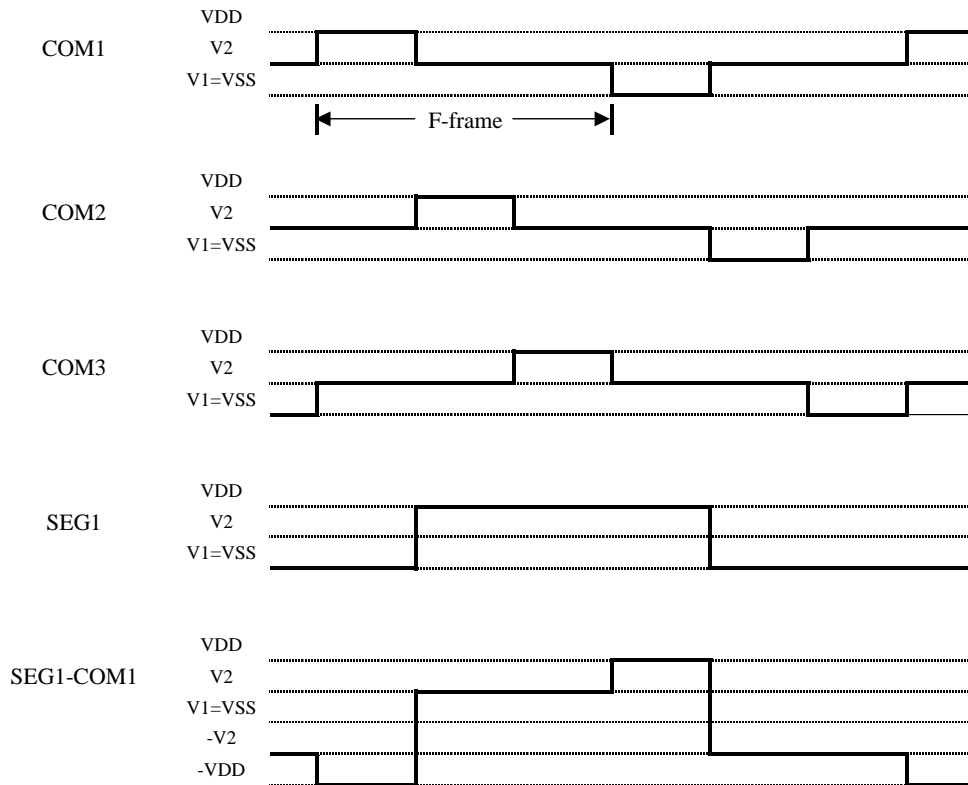 VDD
COM1
V2
V1=VSS
F-frame
VDD
COM2
V2
V1=VSS
VDD
COM3
V2
V1=VSS
VDD
SEG1
V2
V1=VSS
VDD
SEG1-COM1
V2
V1=VSS
-V2
-VDD